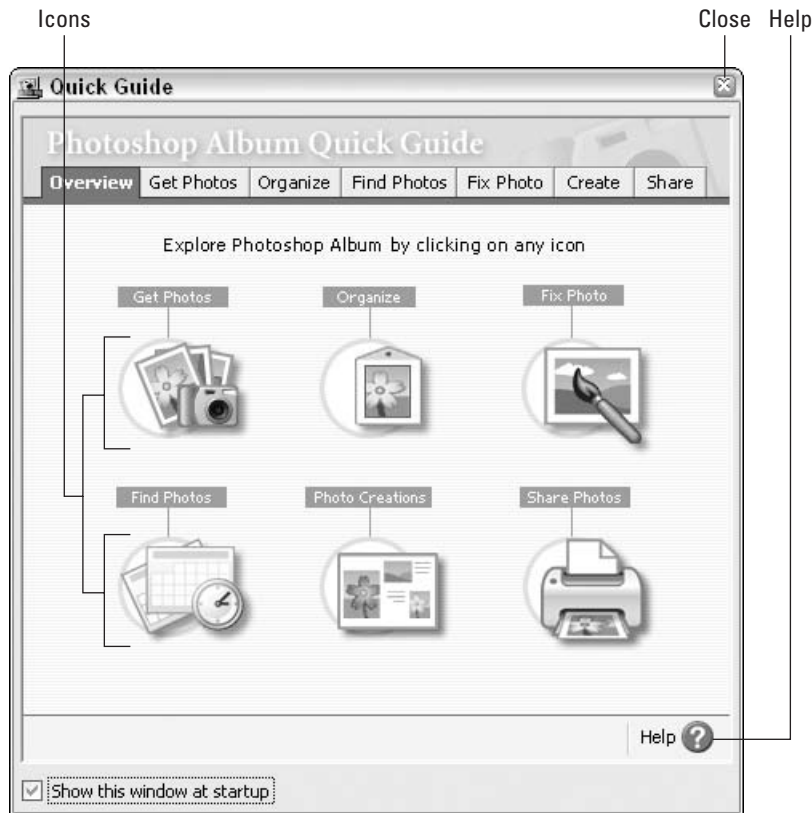 Icons Close Help
Quick Guide
Photoshop Album Quick Guide
Overview Get Photos Organize Find Photos Fix Photo Create Share
Explore Photoshop Album by clicking on any icon
Get Photos Organize Fix Photo
Find Photos Photo Creations Share Photos
Help ?
Show this window at startup